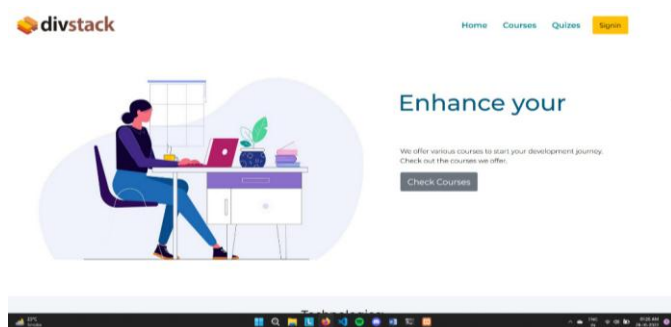 divstack
Home Courses Quizes Signin
Enhance your
We offer various courses to start your development journey.
Check out the courses we offer.
Check Courses